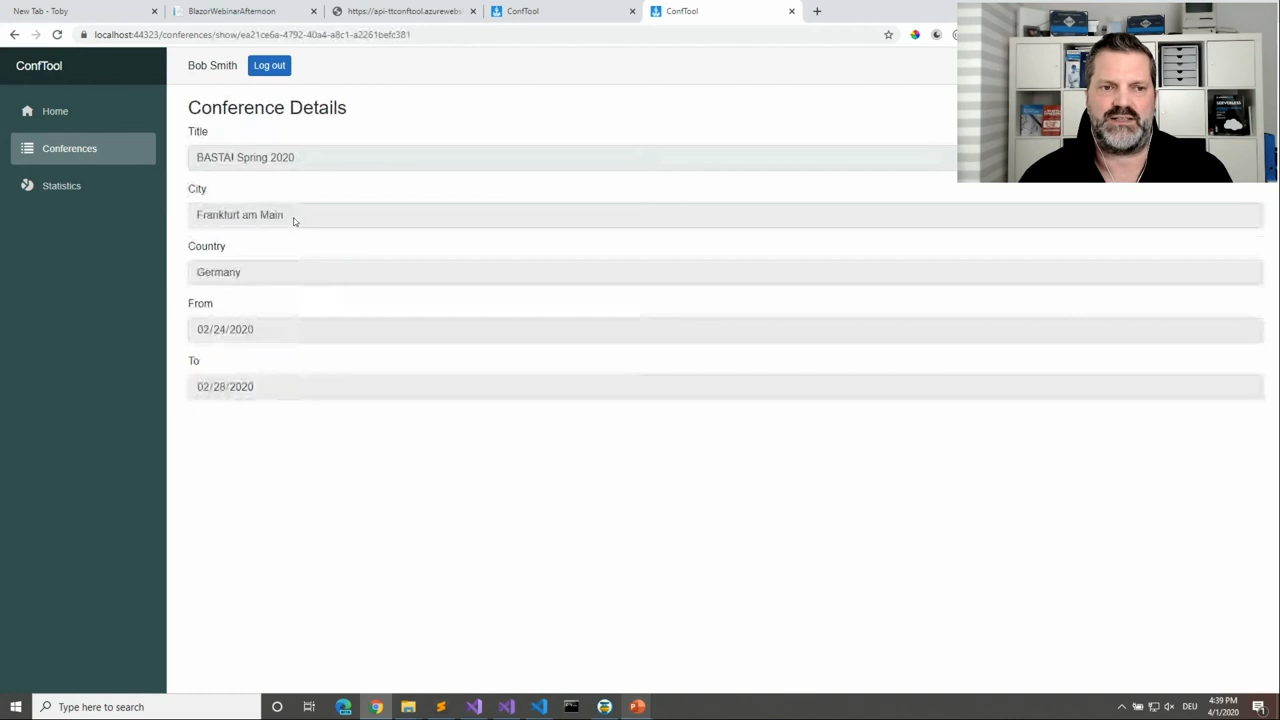 New Tab - Toby
BlazorWebinarAfternoon
https://api-ttconftool.azurewebs
ConfTool
ConfTool
localhost:44323/conferences/show/ea21ce6a-4792-40a4-a8c1-a2261befc381
ConfTool
Bob Smith
Log out
Home
Conferences
Statistics
Conference Details
Title
BASTA! Spring 2020
City
Frankfurt am Main
Country
Germany
From
02/24/2020
To
02/28/2020
SERVERLESS
Type here to search
DEU
4:39 PM
4/1/2020